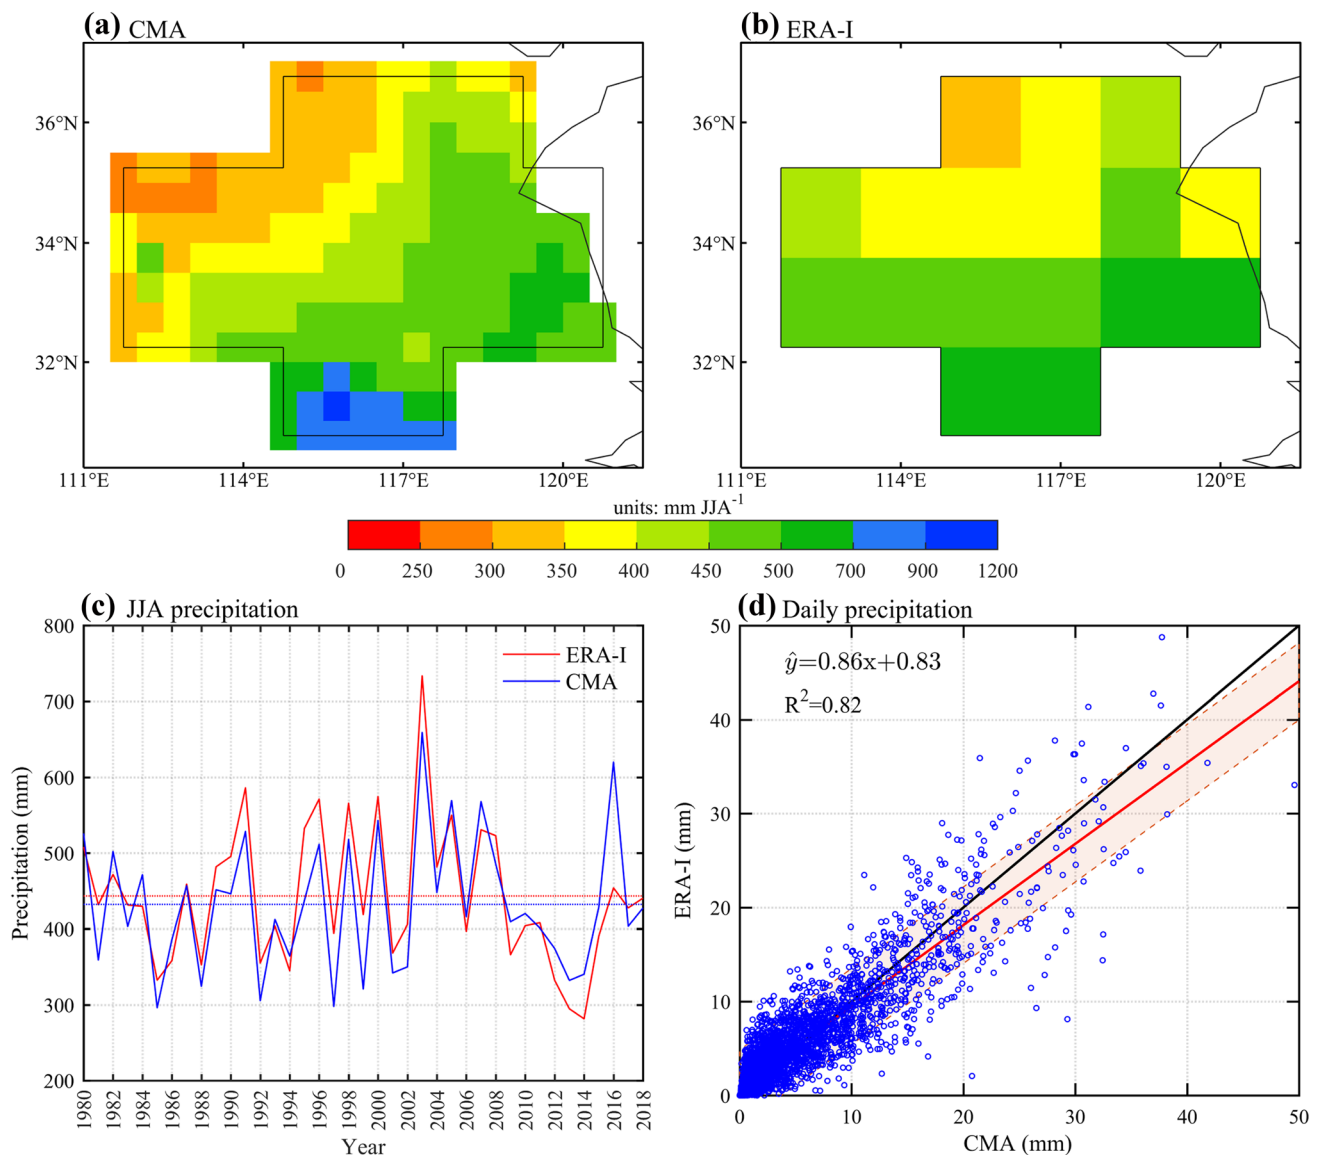 (a) CMA
(b) ERA-I
36°N
34°N
32°N
111°E 114°E 117°E 120°E
36°N
34°N
32°N
111°E 114°E 117°E 120°E
units: mm JJA-1
0 250 300 350 400 450 500 700 900 1200
(c) JJA precipitation
800
700
600
500
400
300
200
Precipitation (mm)
ERA-I
CMA
1980 1982 1984 1986 1988 1990 1992 1994 1996 1998 2000 2002 2004 2006 2008 2010 2012 2014 2016 2018
Year
(d) Daily precipitation
ŷ=0.86x+0.83
R2=0.82
50
40
30
20
10
0
ERA-I (mm)
0 10 20 30 40 50
CMA (mm)